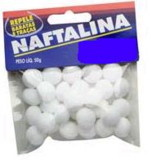 REPELE
BARATAS
E TRAÇAS
NAFTALINA
PESO LÍQ. 50g